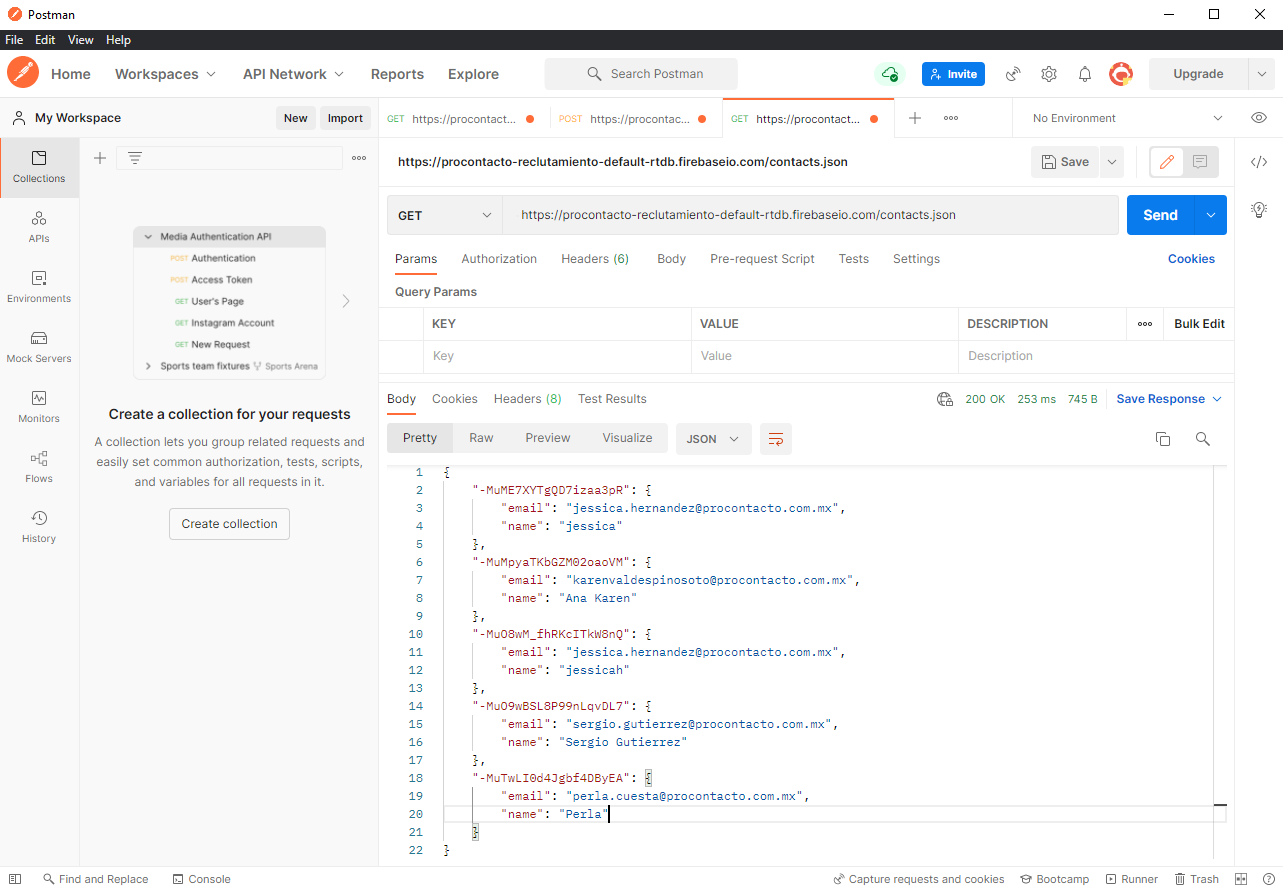 Postman
File Edit View Help
Home Workspaces API Network Reports Explore Search Postman Invite Upgrade
My Workspace New Import GET https://procontact... POST https://procontac... GET https://procontact... No Environment
Collections
APIs
Environments
Mock Servers
Monitors
Flows
History
Media Authentication API
POST Authentication
POST Access Token
GET User's Page
GET Instagram Account
GET New Request
Sports team fixtures Sports Arena
Create a collection for your requests
A collection lets you group related requests and
easily set common authorization, tests, scripts,
and variables for all requests in it.
Create collection
https://procontacto-reclutamiento-default-rtdb.firebaseio.com/contacts.json Save
GET https://procontacto-reclutamiento-default-rtdb.firebaseio.com/contacts.json Send
Params Authorization Headers (6) Body Pre-request Script Tests Settings Cookies
Query Params
KEY VALUE DESCRIPTION Bulk Edit
Key Value Description
Body Cookies Headers (8) Test Results 200 OK 253 ms 745 B Save Response
Pretty Raw Preview Visualize JSON
1 {
2 "-MuME7XYTgQD7izaa3pR": {
3 "email": "jessica.hernandez@procontacto.com.mx",
4 "name": "jessica"
5 },
6 "-MuMpyaTKbGZM02oaoVM": {
7 "email": "karenvaldespinosoto@procontacto.com.mx",
8 "name": "Ana Karen"
9 },
10 "-MuO8wM_fhRKcITkW8nQ": {
11 "email": "jessica.hernandez@procontacto.com.mx",
12 "name": "jessicah"
13 },
14 "-MuO9wBSL8P99nLqvDL7": {
15 "email": "sergio.gutierrez@procontacto.com.mx",
16 "name": "Sergio Gutierrez"
17 },
18 "-MuTwLI0d4Jgbf4DByEA": {
19 "email": "perla.cuesta@procontacto.com.mx",
20 "name": "Perla"
21 }
22 }
Find and Replace Console Capture requests and cookies Bootcamp Runner Trash